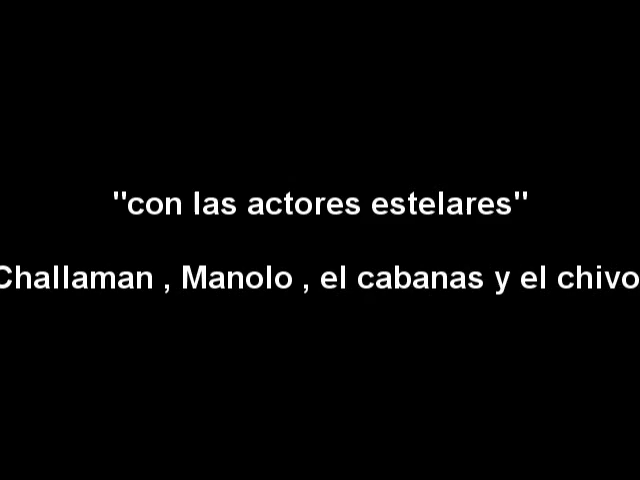 "con las actores estelares"
Challaman , Manolo , el cabanas y el chivo